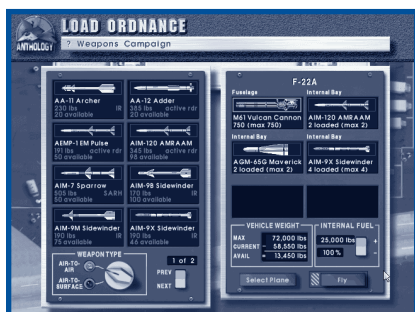 ANTHOLOGY
LOAD ORDNANCE
? Weapons Campaign
AA-11 Archer
230 lbs IR
20 available
AA-12 Adder
385 lbs active rdr
20 available
AEMP-1 EM Pulse
191 lbs active rdr
50 available
AIM-120 AMRAAM
345 lbs active rdr
98 available
AIM-7 Sparrow
505 lbs SARH
50 available
AIM-9B Sidewinder
170 lbs IR
100 available
AIM-9M Sidewinder
190 lbs IR
75 available
AIM-9X Sidewinder
190 lbs IR
46 available
WEAPON TYPE
AIR-TO-
AIR
AIR-TO-
SURFACE
1 of 2
PREV
NEXT
F-22A
Fuselage
M61 Vulcan Cannon
750 (max 750)
Internal Bay
AIM-120 AMRAAM
2 loaded (max 2)
Internal Bay
AGM-65G Maverick
2 loaded (max 2)
Internal Bay
AIM-9X Sidewinder
4 loaded (max 4)
VEHICLE WEIGHT
MAX 72,000 lbs
CURRENT - 58,550 lbs
AVAIL = 13,450 lbs
INTERNAL FUEL
25,000 lbs
100%
+
-
Select Plane
Fly